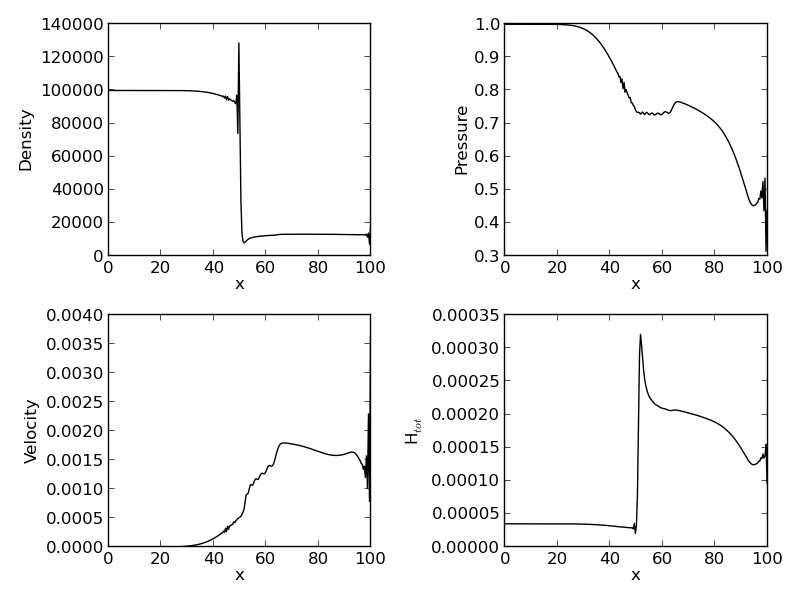 Density
140000
120000
100000
80000
60000
40000
20000
0
0 20 40 60 80 100
x
Pressure
1.0
0.9
0.8
0.7
0.6
0.5
0.4
0.3
0 20 40 60 80 100
x
Velocity
0.0040
0.0035
0.0030
0.0025
0.0020
0.0015
0.0010
0.0005
0.0000
0 20 40 60 80 100
x
H_tot
0.00035
0.00030
0.00025
0.00020
0.00015
0.00010
0.00005
0.00000
0 20 40 60 80 100
x